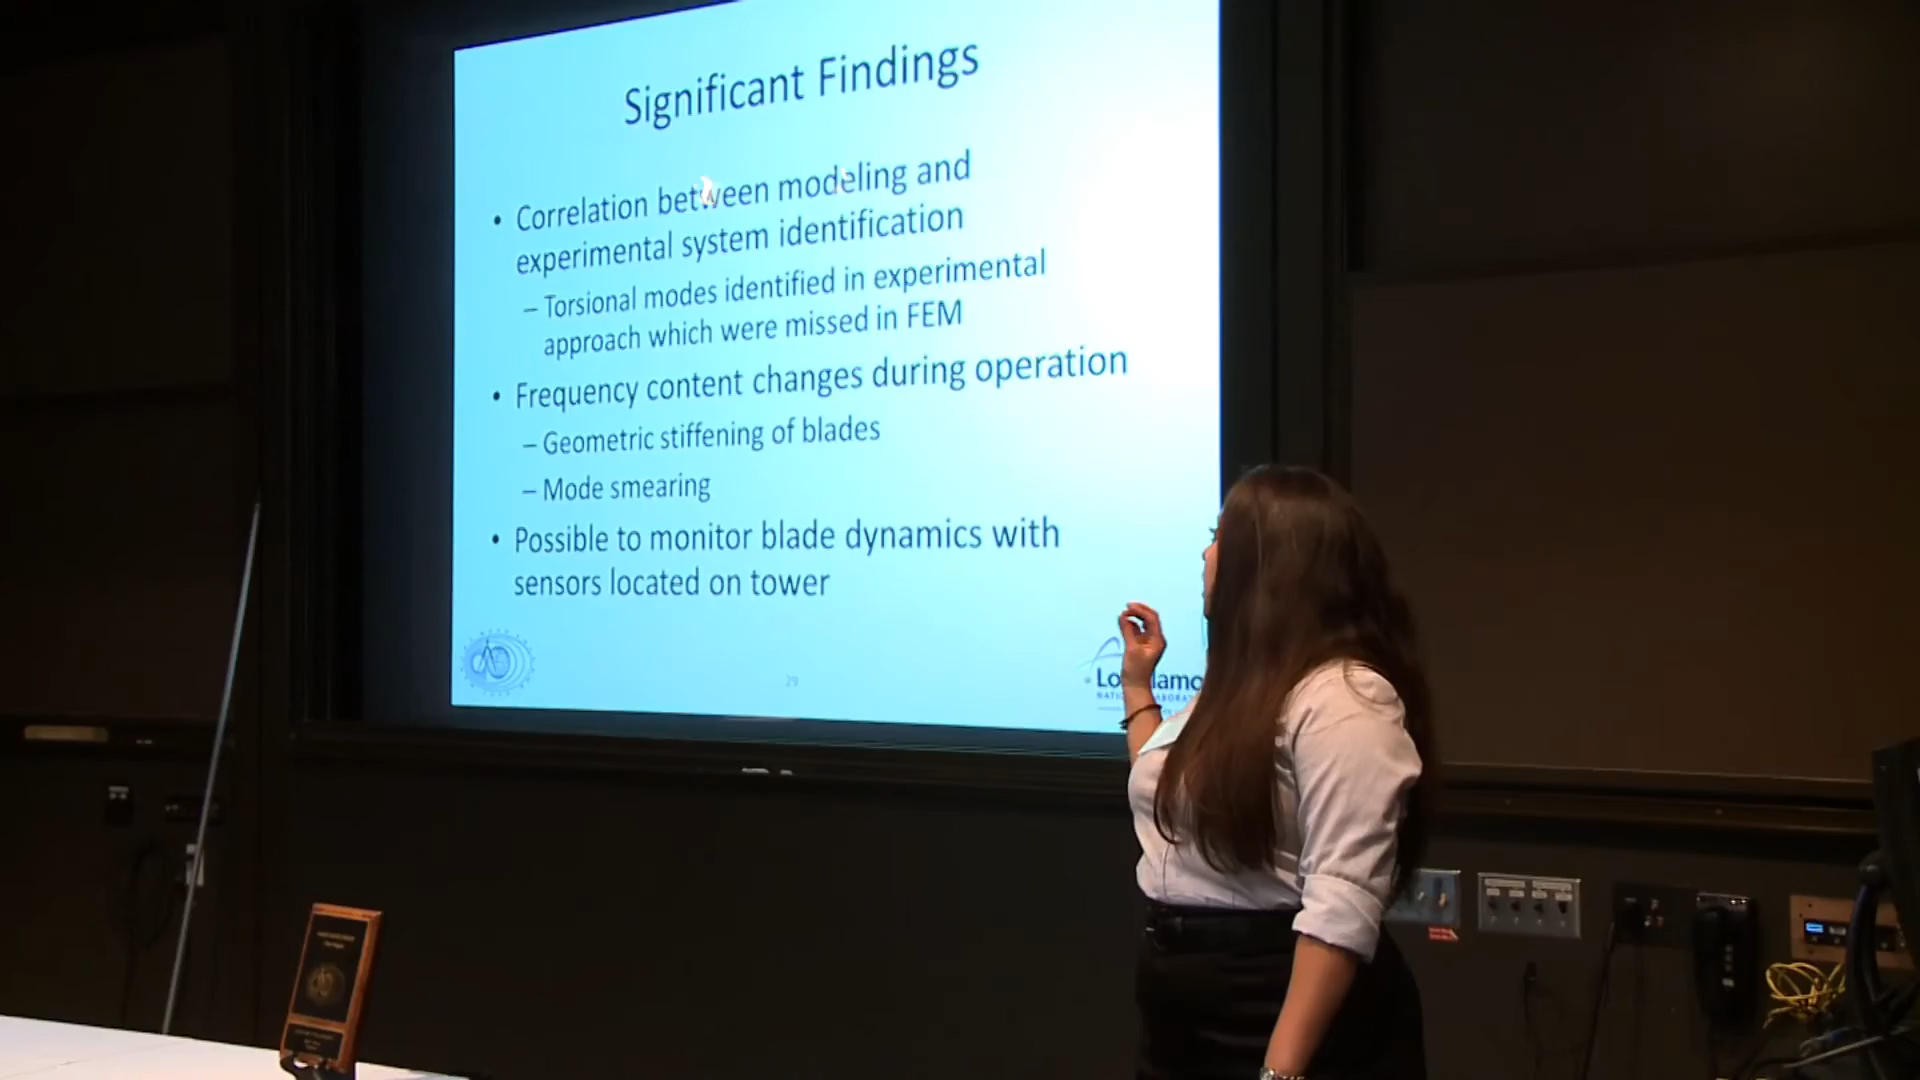 Significant Findings
• Correlation between modeling and
experimental system identification
– Torsional modes identified in experimental
approach which were missed in FEM
• Frequency content changes during operation
– Geometric stiffening of blades
– Mode smearing
• Possible to monitor blade dynamics with
sensors located on tower
29